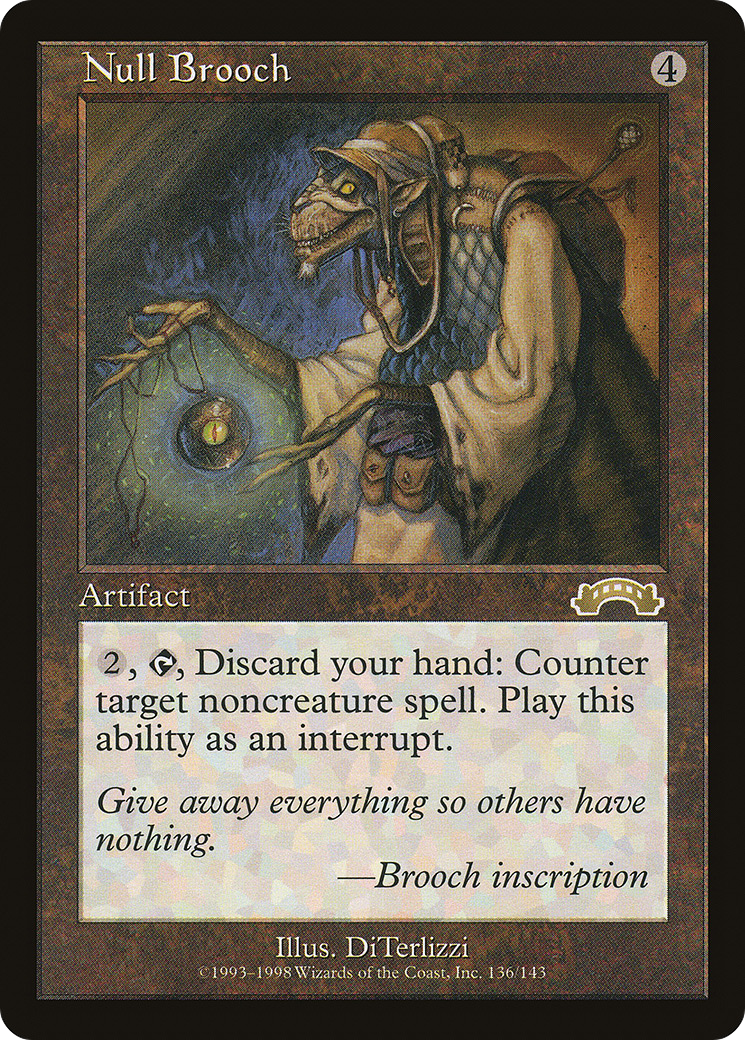 Null Brooch
4
Artifact
2, , Discard your hand: Counter
target noncreature spell. Play this
ability as an interrupt.
Give away everything so others have
nothing.
—Brooch inscription
Illus. DiTerlizzi
©1993–1998 Wizards of the Coast, Inc. 136/143